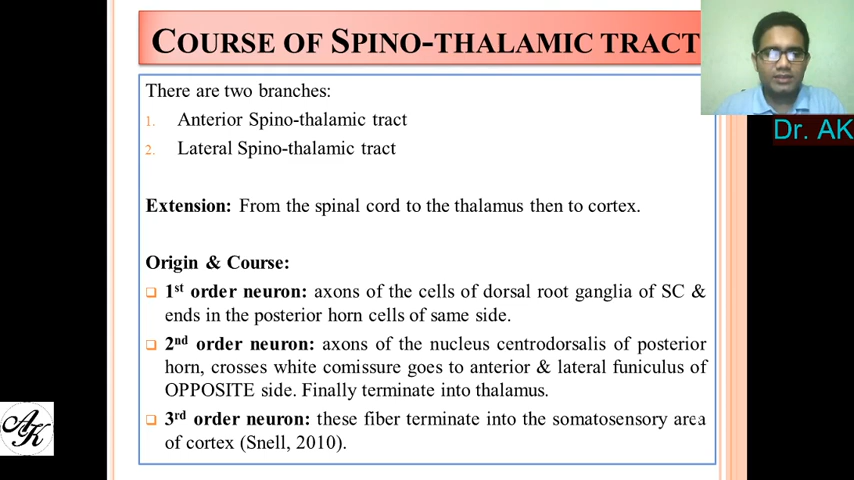 COURSE OF SPINO-THALAMIC TRACT
There are two branches:
1. Anterior Spino-thalamic tract
2. Lateral Spino-thalamic tract
Extension: From the spinal cord to the thalamus then to cortex.
Origin & Course:
1st order neuron: axons of the cells of dorsal root ganglia of SC &
ends in the posterior horn cells of same side.
2nd order neuron: axons of the nucleus centrodorsalis of posterior
horn, crosses white comissure goes to anterior & lateral funiculus of
OPPOSITE side. Finally terminate into thalamus.
3rd order neuron: these fiber terminate into the somatosensory area
of cortex (Snell, 2010).
Dr. AK
AK